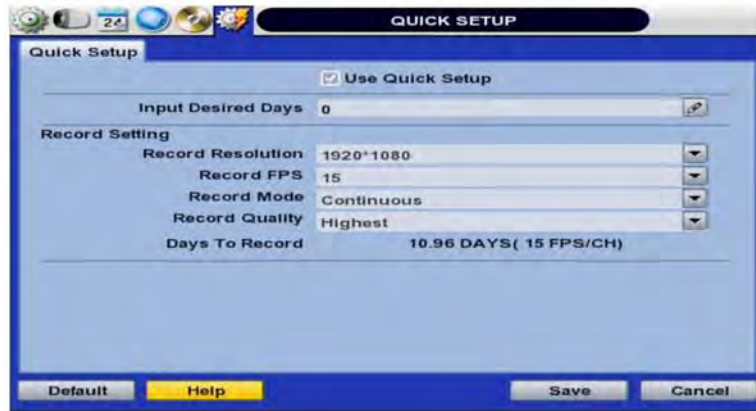 24
QUICK SETUP
Quick Setup
Use Quick Setup
Input Desired Days 0
Record Setting
Record Resolution 1920*1080
Record FPS 15
Record Mode Continuous
Record Quality Highest
Days To Record 10.96 DAYS( 15 FPS/CH)
Default Help Save Cancel